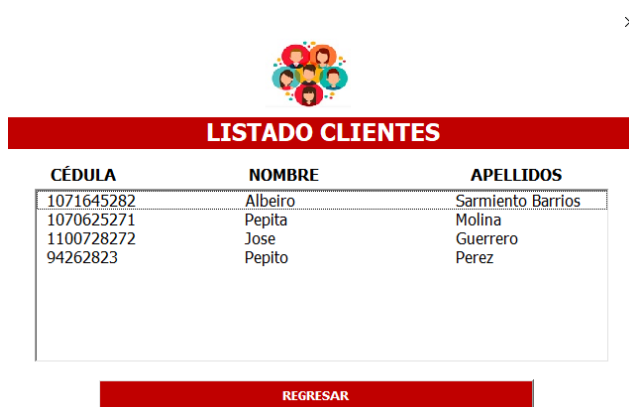 LISTADO CLIENTES
CÉDULA NOMBRE APELLIDOS
1071645282 Albeiro Sarmiento Barrios
1070625271 Pepita Molina
1100728272 Jose Guerrero
94262823 Pepito Perez
REGRESAR